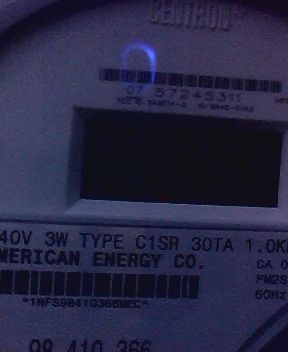 CENTRON
07 57245311
40V 3W TYPE C1SR 30TA 1.0K
MERICAN ENERGY CO.
CA 0
FM2S
60Hz
*1NFS98410366MEC*
98 410 366